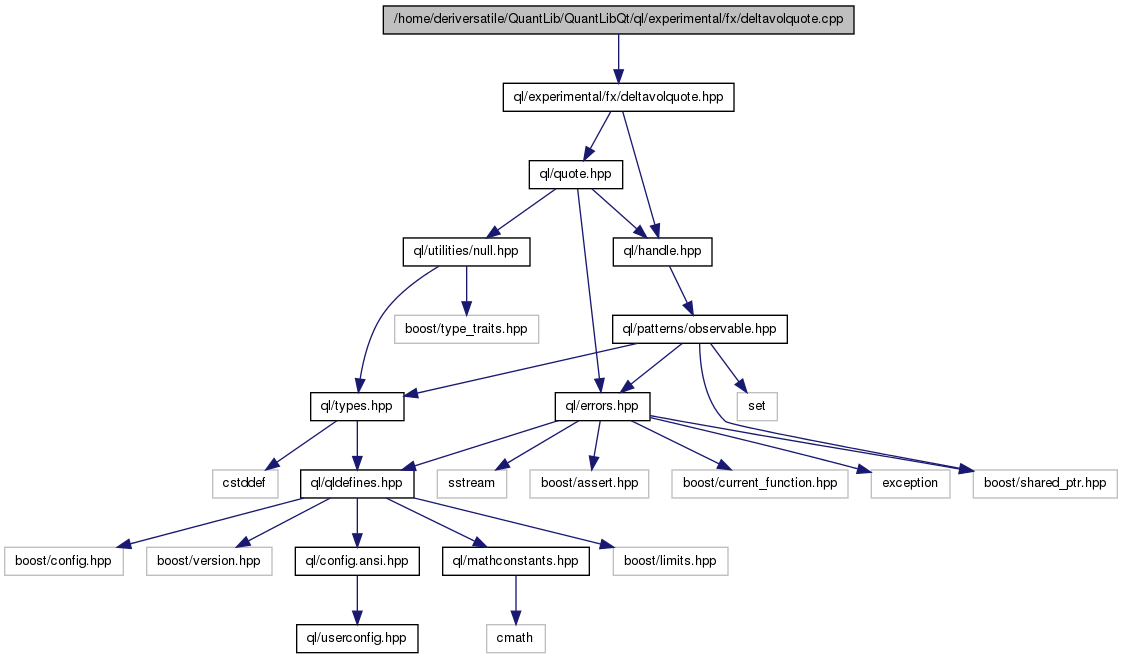 /home/deriversatile/QuantLib/QuantLibQt/ql/experimental/fx/deltavolquote.cpp
ql/experimental/fx/deltavolquote.hpp
ql/quote.hpp
ql/utilities/null.hpp
ql/handle.hpp
boost/type_traits.hpp
ql/patterns/observable.hpp
ql/types.hpp
ql/errors.hpp
set
cstddef
ql/qldefines.hpp
sstream
boost/assert.hpp
boost/current_function.hpp
exception
boost/shared_ptr.hpp
boost/config.hpp
boost/version.hpp
ql/config.ansi.hpp
ql/mathconstants.hpp
boost/limits.hpp
ql/userconfig.hpp
cmath